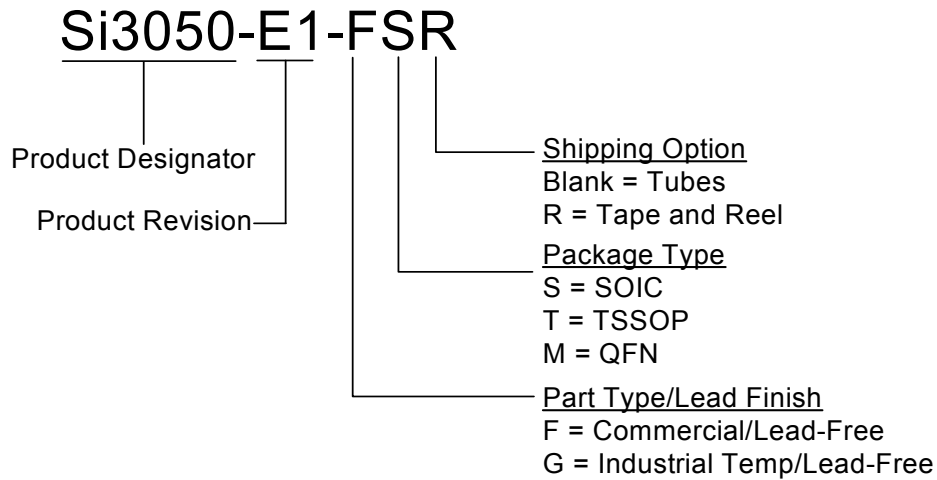 Si3050-E1-FSR
Product Designator
Product Revision
Shipping Option
Blank = Tubes
R = Tape and Reel
Package Type
S = SOIC
T = TSSOP
M = QFN
Part Type/Lead Finish
F = Commercial/Lead-Free
G = Industrial Temp/Lead-Free